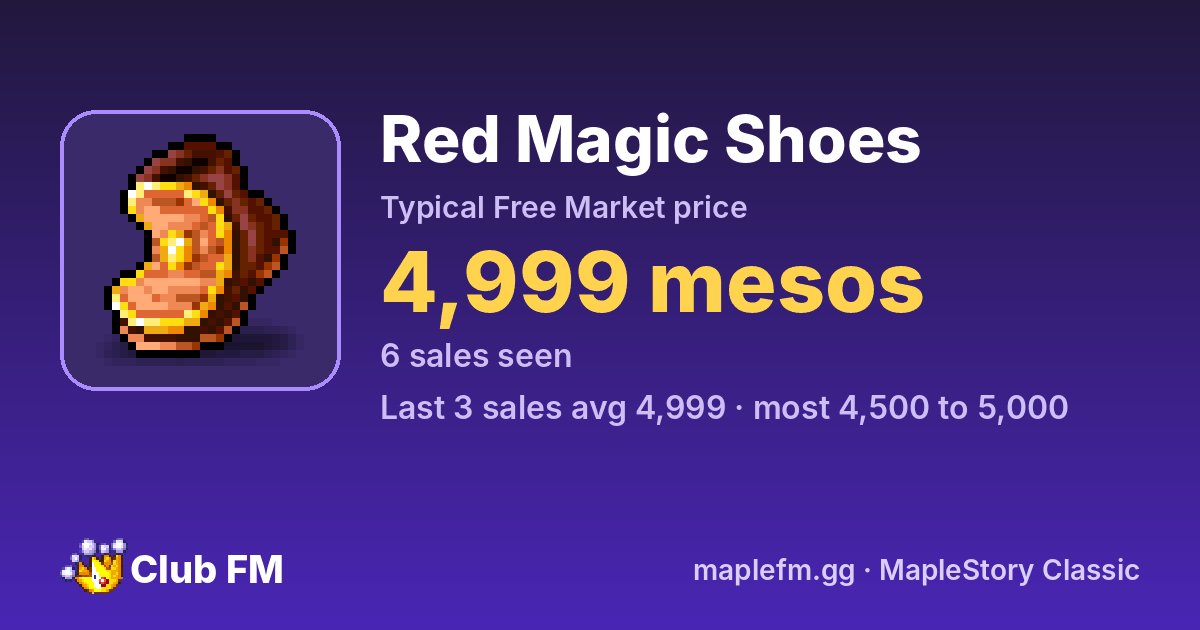 Red Magic Shoes
Typical Free Market price
4,999 mesos
6 sales seen
Last 3 sales avg 4,999 · most 4,500 to 5,000
Club FM
maplefm.gg · MapleStory Classic